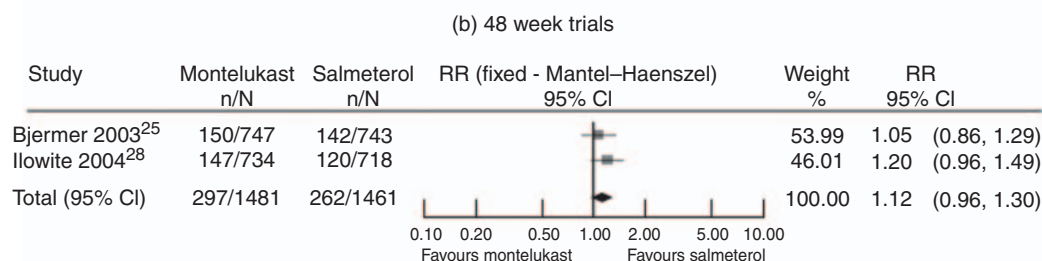 (b) 48 week trials
Study Montelukast Salmeterol RR (fixed - Mantel–Haenszel) Weight RR
n/N n/N 95% CI % 95% CI
Bjermer 2003²⁵ 150/747 142/743 53.99 1.05 (0.86, 1.29)
Ilowite 2004²⁸ 147/734 120/718 46.01 1.20 (0.96, 1.49)
Total (95% CI) 297/1481 262/1461 100.00 1.12 (0.96, 1.30)
0.10 0.20 0.50 1.00 2.00 5.00 10.00
Favours montelukast Favours salmeterol